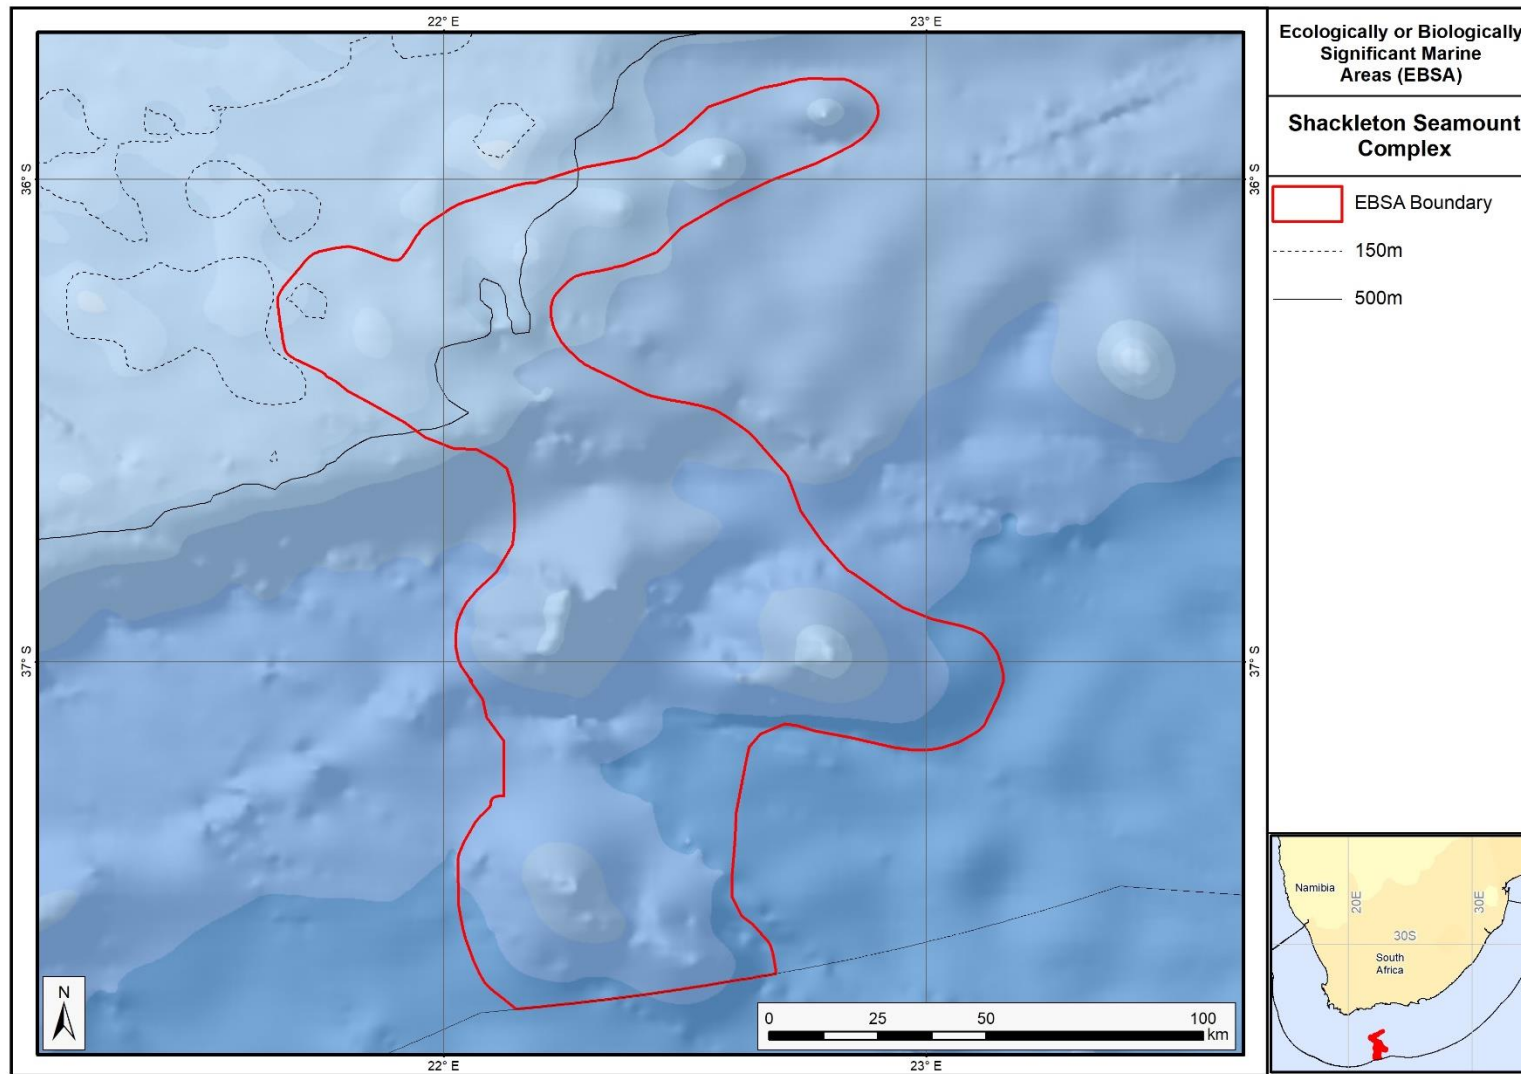 22° E
23° E
Ecologically or Biologically
Significant Marine
Areas (EBSA)
Shackleton Seamount
Complex
EBSA Boundary
150m
500m
36° S
36° S
37° S
37° S
N
0
25
50
100
km
22° E
23° E
Namibia
20E
30E
30S
South
Africa